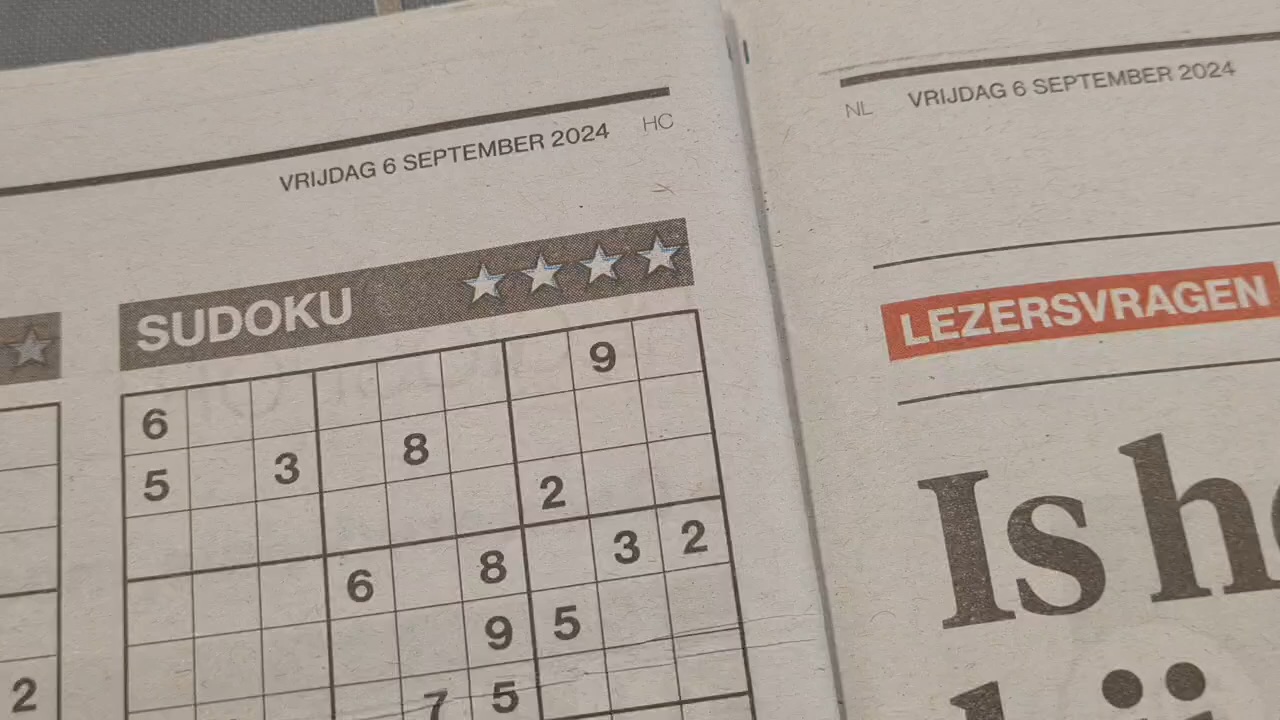 VRIJDAG 6 SEPTEMBER 2024 HC
SUDOKU
9
6
5 3 8
2
6 8 3 2
9 5
7 5
2
NL VRIJDAG 6 SEPTEMBER 2024
LEZERSVRAGEN
Is